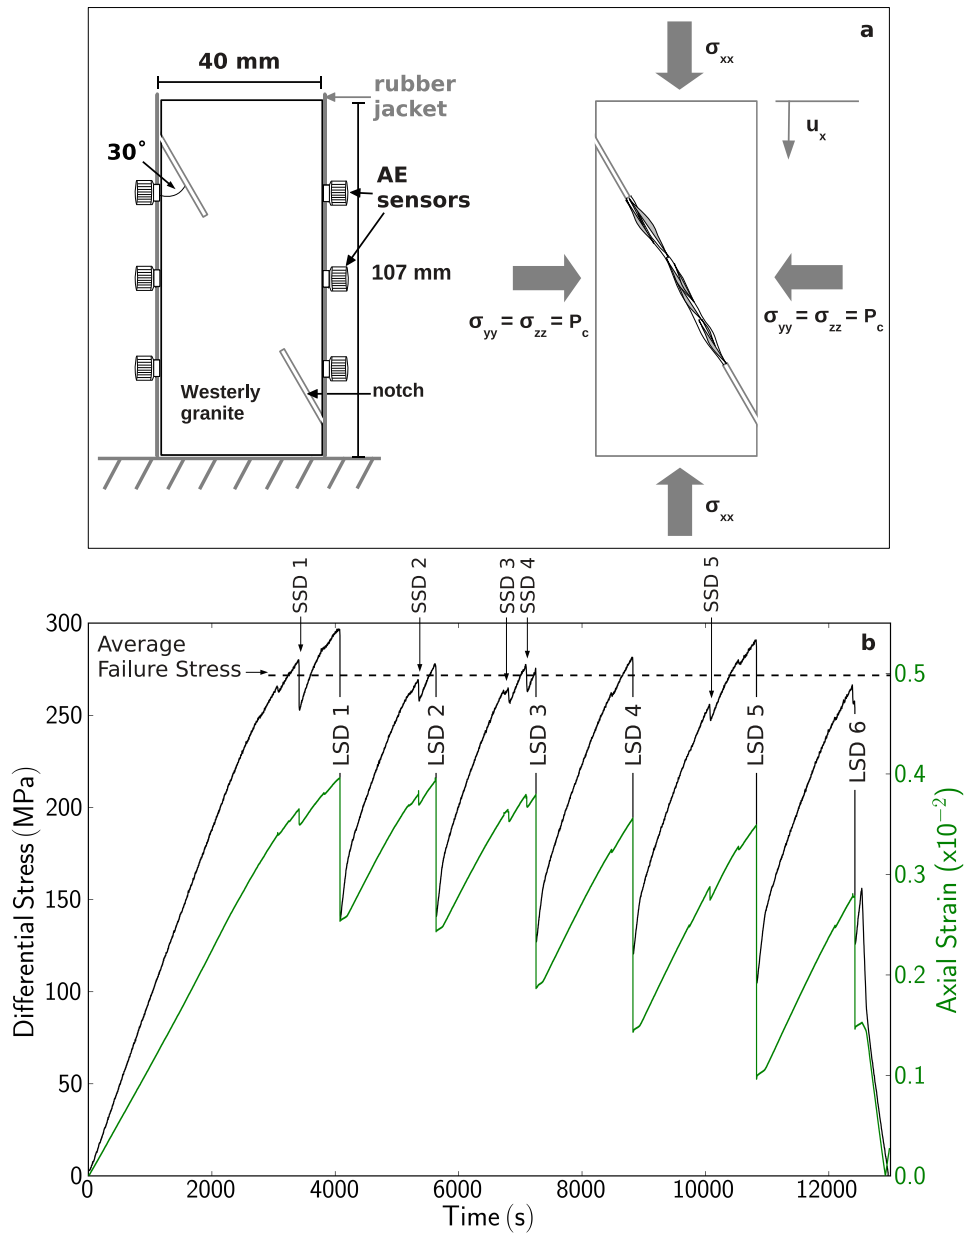 a
40 mm
rubber
jacket
30°
AE
sensors
107 mm
Westerly
granite
notch
σxx
ux
σyy = σzz = Pc
σyy = σzz = Pc
σxx
SSD 1
SSD 2
SSD 3
SSD 4
SSD 5
b
Average
Failure Stress
LSD 1
LSD 2
LSD 3
LSD 4
LSD 5
LSD 6
Differential Stress (MPa)
300
250
200
150
100
50
0
Axial Strain (x10−2)
0.5
0.4
0.3
0.2
0.1
0.0
0
2000
4000
6000
8000
10000
12000
Time (s)